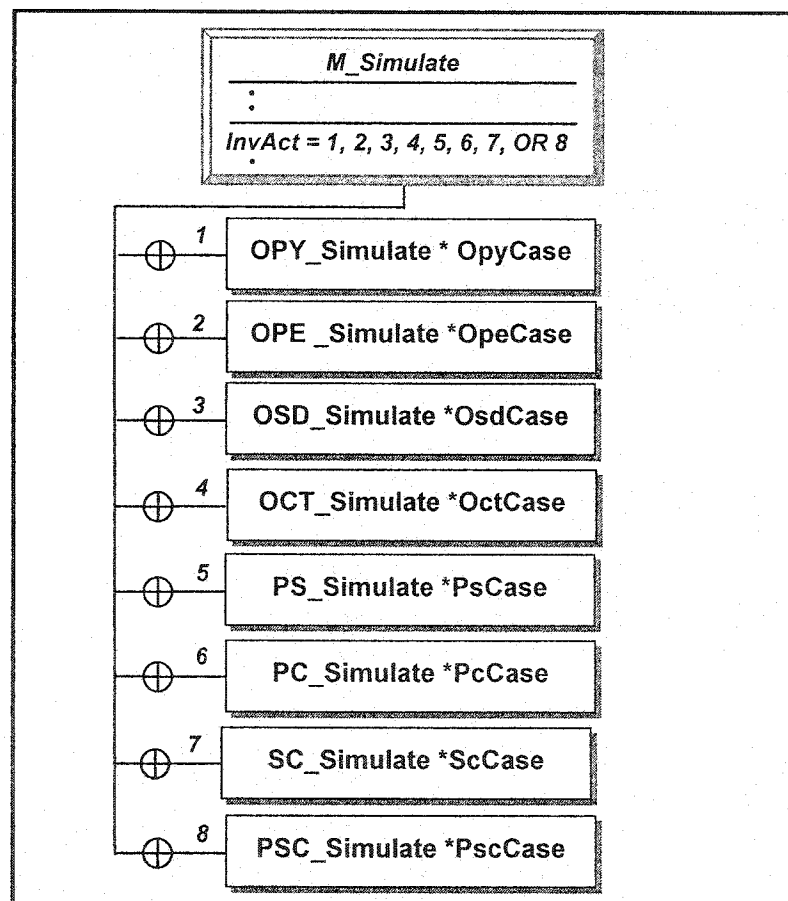 M_Simulate
:
InvAct = 1, 2, 3, 4, 5, 6, 7, OR 8
.
1
OPY_Simulate * OpyCase
2
OPE _Simulate *OpeCase
3
OSD_Simulate *OsdCase
4
OCT_Simulate *OctCase
5
PS_Simulate *PsCase
6
PC_Simulate *PcCase
7
SC_Simulate *ScCase
8
PSC_Simulate *PscCase